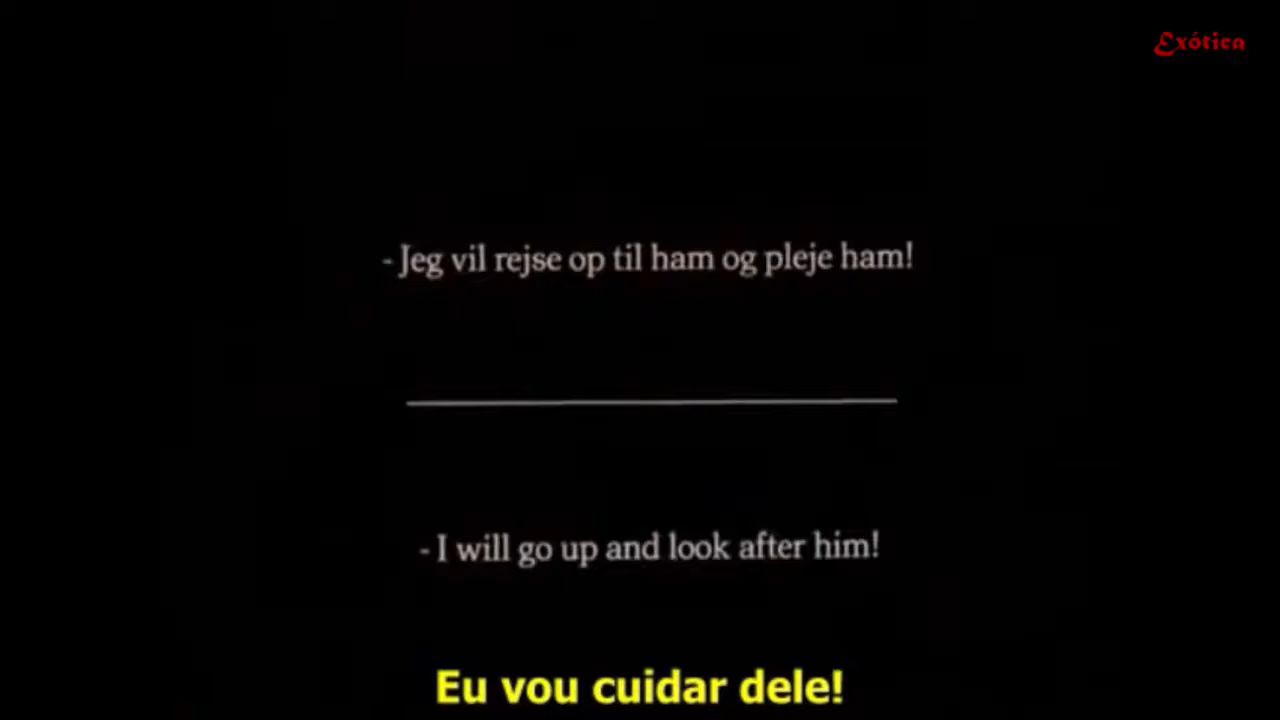 Exótica
- Jeg vil rejse op til ham og pleje ham!
- I will go up and look after him!
Eu vou cuidar dele!